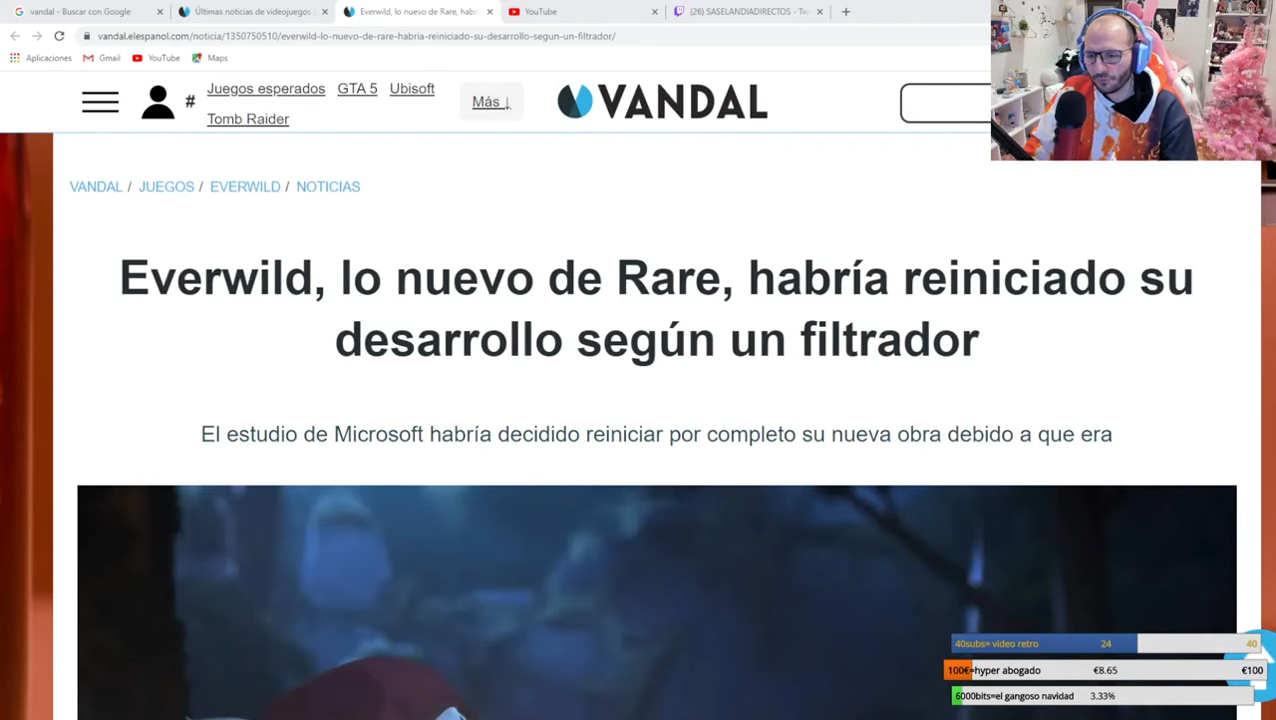 vandal - Buscar con Google
Últimas noticias de videojuegos
Everwild, lo nuevo de Rare, habr
YouTube
(26) SASELANDIADIRECTOS - Tw
vandal.elespanol.com/noticia/1350750510/everwild-lo-nuevo-de-rare-habria-reiniciado-su-desarrollo-segun-un-filtrador/
Aplicaciones Gmail YouTube Maps
# Juegos esperados GTA 5 Ubisoft
Tomb Raider
Más ↓
VANDAL
VANDAL / JUEGOS / EVERWILD / NOTICIAS
Everwild, lo nuevo de Rare, habría reiniciado su
desarrollo según un filtrador
El estudio de Microsoft habría decidido reiniciar por completo su nueva obra debido a que era
40subs= video retro 24 40
100€=hyper abogado €8.65 €100
6000bits=el gangoso navidad 3.33%